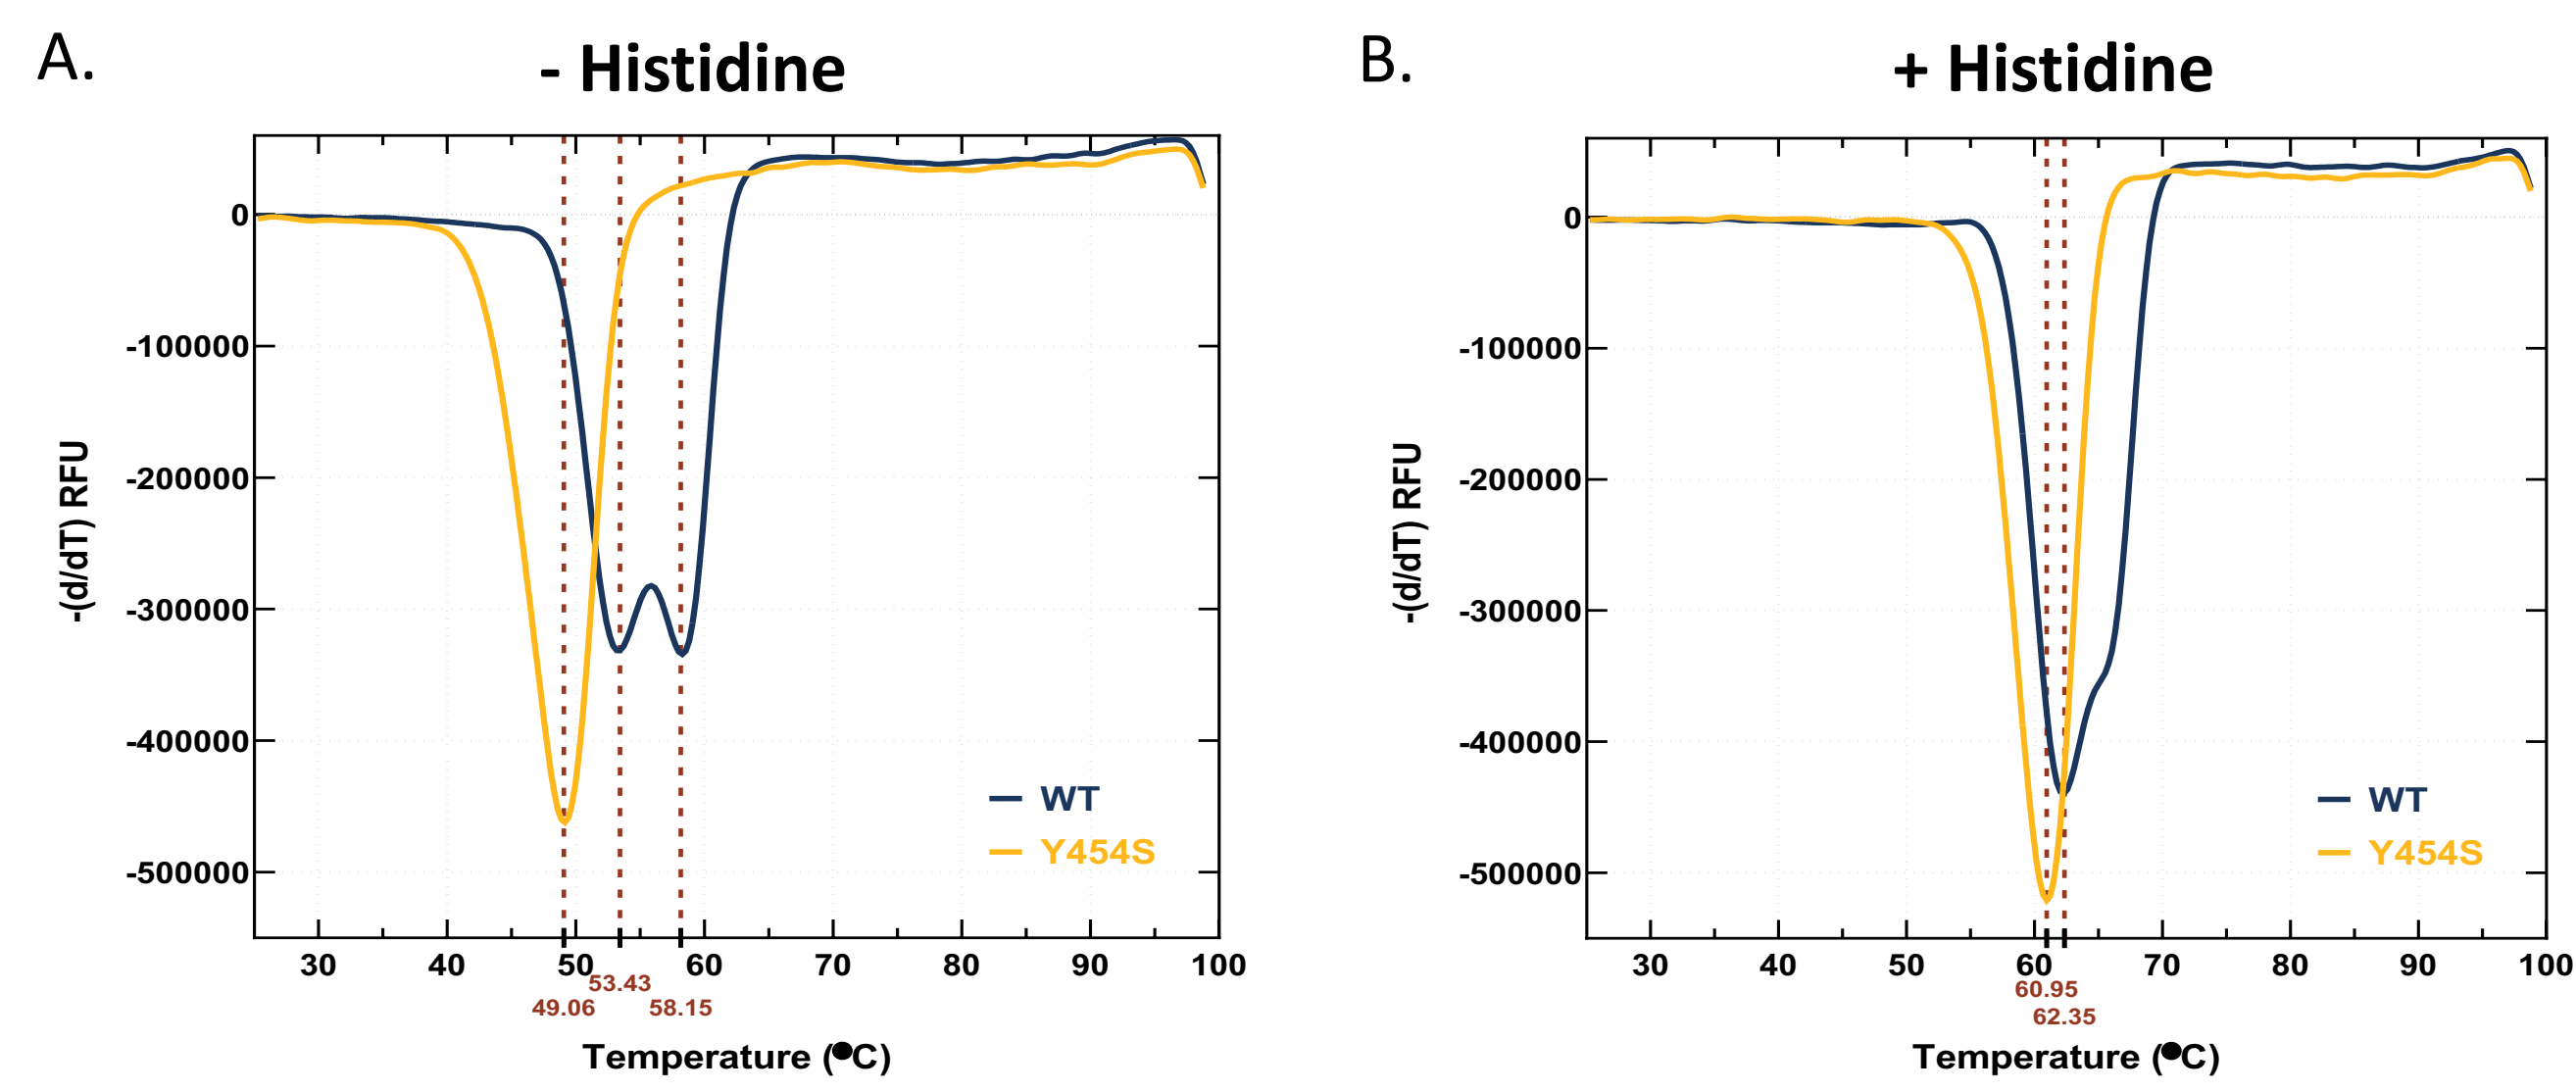 A.
- Histidine
0
-100000
-200000
-300000
-400000
-500000
-(d/dT) RFU
WT
Y454S
30 40 50 60 70 80 90 100
53.43
49.06 58.15
Temperature (●C)
B.
+ Histidine
0
-100000
-200000
-300000
-400000
-500000
-(d/dT) RFU
WT
Y454S
30 40 50 60 70 80 90 100
60.95
62.35
Temperature (●C)